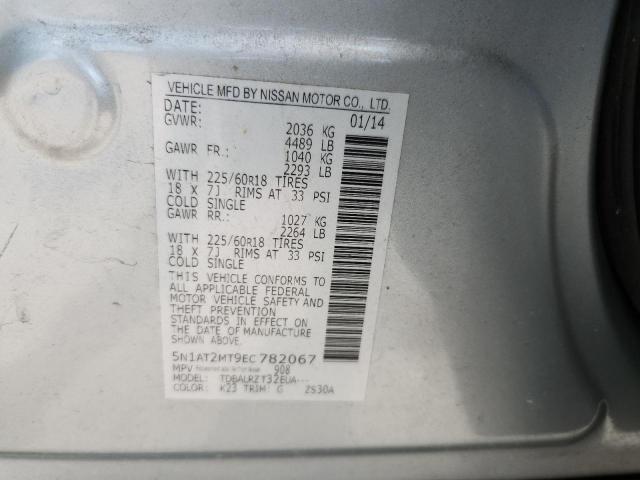 VEHICLE MFD BY NISSAN MOTOR CO., LTD.
DATE: 01/14
GVWR: 2036 KG
4489 LB
GAWR FR.: 1040 KG
2293 LB
WITH 225/60R18 TIRES
18 X 7J RIMS AT 33 PSI
COLD SINGLE
GAWR RR.: 1027 KG
2264 LB
WITH 225/60R18 TIRES
18 X 7J RIMS AT 33 PSI
COLD SINGLE
THIS VEHICLE CONFORMS TO
ALL APPLICABLE FEDERAL
MOTOR VEHICLE SAFETY AND
THEFT PREVENTION
STANDARDS IN EFFECT ON
THE DATE OF MANUFACTURE
SHOWN ABOVE.
5N1AT2MT9EC782067
MPV 908
MODEL: TDBALRZT32EUA---
COLOR: K23 TRIM: G ZS30A